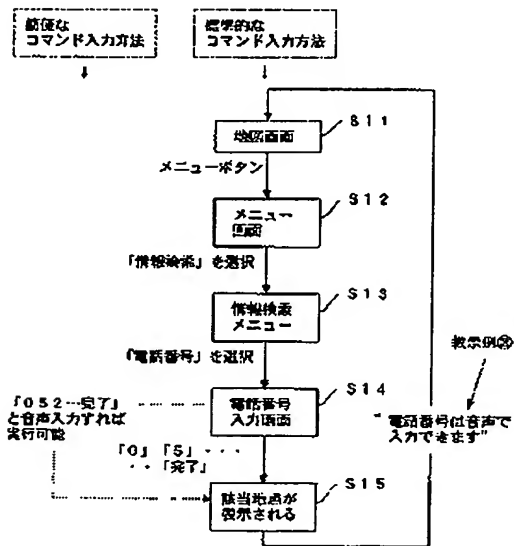 簡便な
コマンド入力方法
標準的な
コマンド入力方法
地図画面
S11
メニューボタン
メニュー
画面
S12
「情報検索」を選択
情報検索
メニュー
S13
「電話番号」を選択
教示例
電話番号
入力画面
S14
「052…完了」
と音声入力すれば
実行可能
"電話番号は音声で
入力できます"
「0」「5」・・・
・・「完了」
該当地点が
表示される
S15